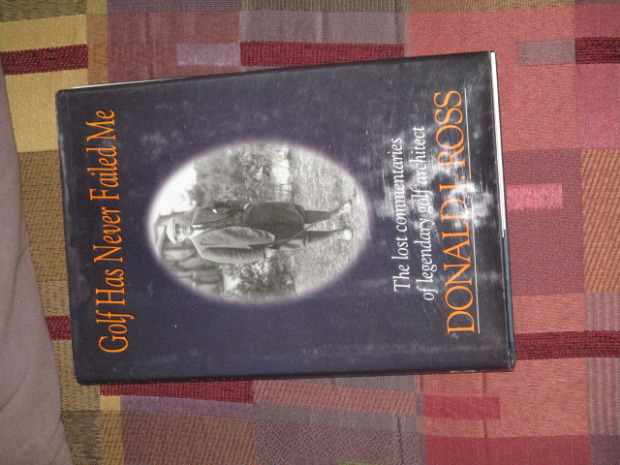 Golf Has Never Failed Me
The lost commentaries
of legendary golf architect
DONALD J. ROSS